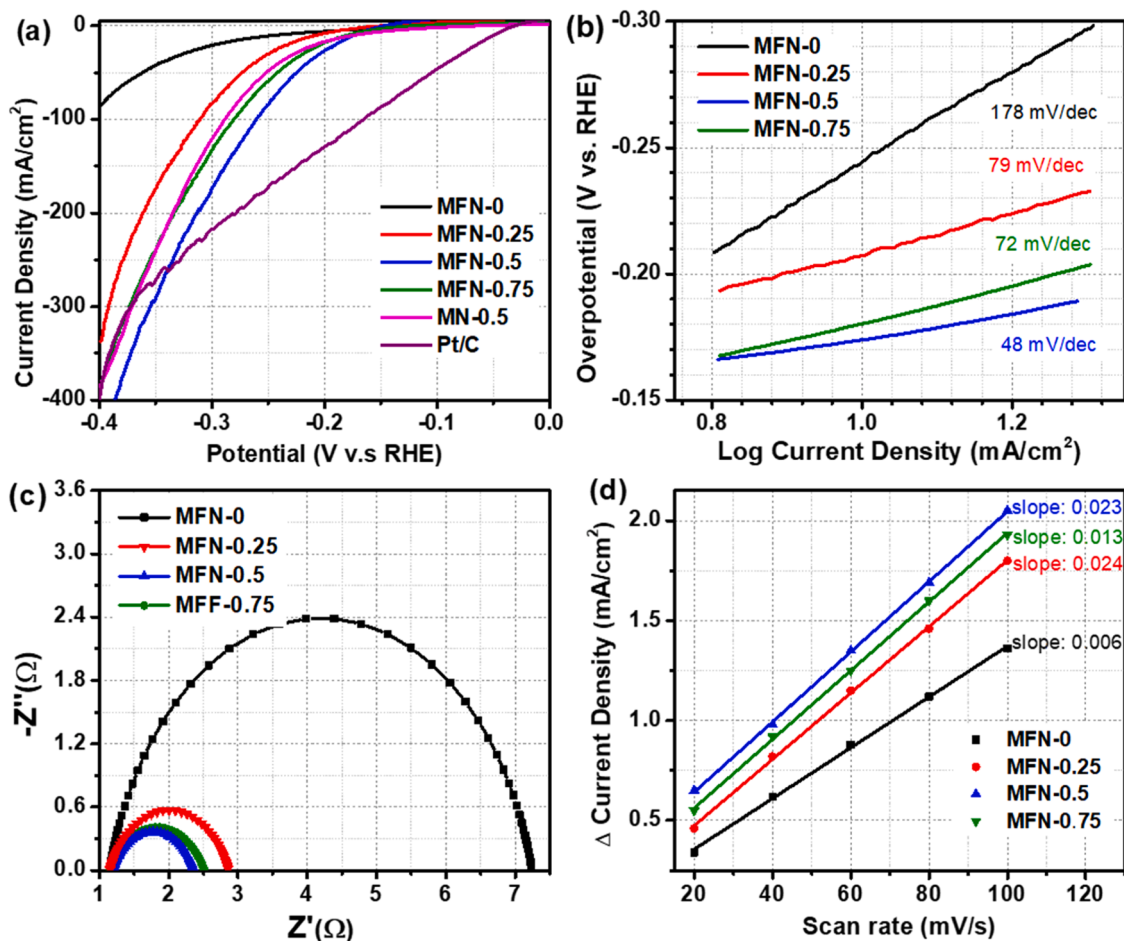 (a)
0
-100
-200
-300
-400
Current Density (mA/cm²)
MFN-0
MFN-0.25
MFN-0.5
MFN-0.75
MN-0.5
Pt/C
-0.4
-0.3
-0.2
-0.1
0.0
Potential (V v.s RHE)
(b)
-0.30
-0.25
-0.20
-0.15
Overpotential (V vs. RHE)
MFN-0
MFN-0.25
MFN-0.5
MFN-0.75
178 mV/dec
79 mV/dec
72 mV/dec
48 mV/dec
0.8
1.0
1.2
Log Current Density (mA/cm²)
(c)
3.6
3.0
2.4
1.8
1.2
0.6
0.0
-Z''(Ω)
MFN-0
MFN-0.25
MFN-0.5
MFF-0.75
1
2
3
4
5
6
7
Z'(Ω)
(d)
2.0
1.5
1.0
0.5
Δ Current Density (mA/cm²)
slope: 0.023
slope: 0.013
slope: 0.024
slope: 0.006
MFN-0
MFN-0.25
MFN-0.5
MFN-0.75
20
40
60
80
100
120
Scan rate (mV/s)